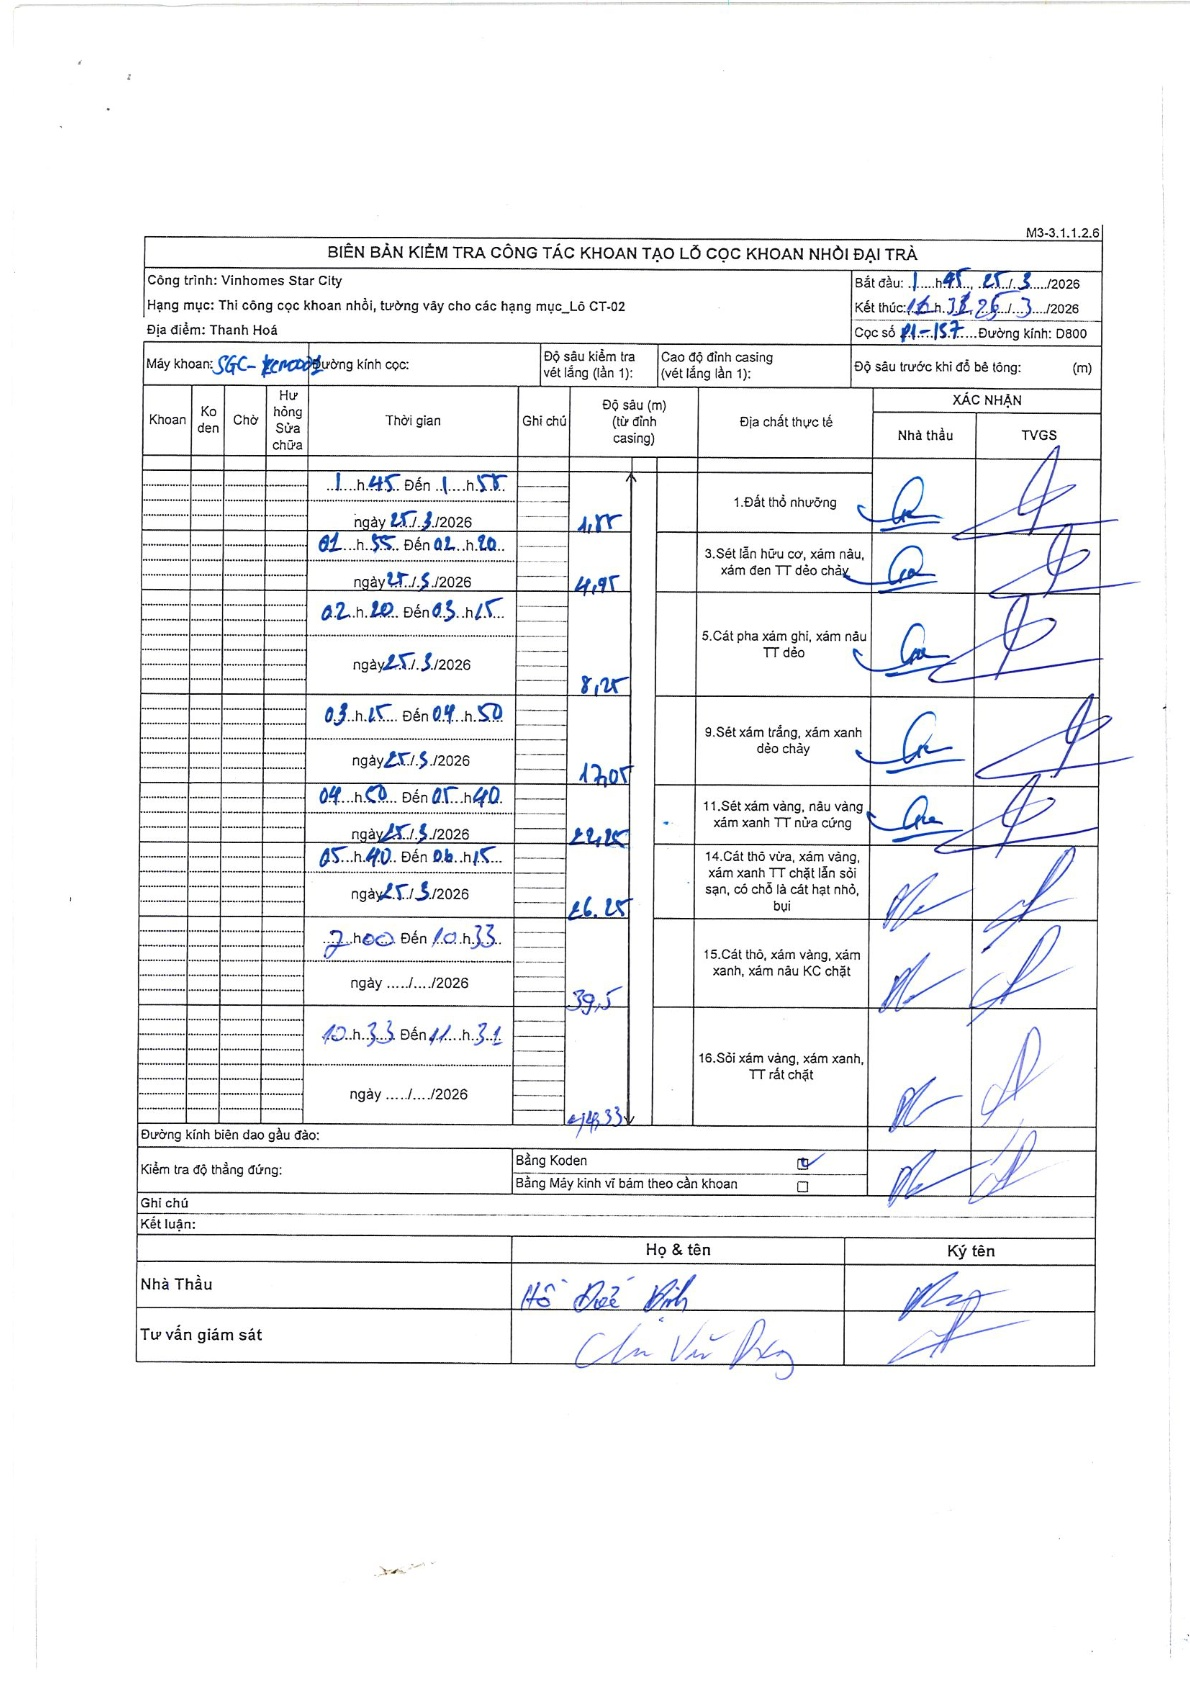 M3-3.1.1.2.6
BIÊN BẢN KIỂM TRA CÔNG TÁC KHOAN TẠO LỖ CỌC KHOAN NHỒI ĐẠI TRÀ
Công trình: Vinhomes Star City
Hạng mục: Thi công cọc khoan nhồi, tường vây cho các hạng mục_Lô CT-02
Địa điểm: Thanh Hoá
Bắt đầu: .1....h.45.., .25../..3..../2026
Kết thúc: h. 31, 25.../...3..../2026
Cọc số P1-157....Đường kính: D800
Máy khoan: SGC- Đường kính cọc:
Độ sâu kiểm tra vét lắng (lần 1):
Cao độ đỉnh casing (vét lắng lần 1):
Độ sâu trước khi đổ bê tông: (m)
Khoan Ko den Chờ Hư hỏng Sửa chữa Thời gian Ghi chú Độ sâu (m) (từ đỉnh casing) Địa chất thực tế XÁC NHẬN
Nhà thầu TVGS
..1....h.45.. Đến ..1....h.55..
1.Đất thổ nhưỡng
ngày 25./.3./2026 1,55
01...h.55.. Đến 02...h.20..
3.Sét lẫn hữu cơ, xám nâu, xám đen TT dẻo chảy
ngày 25./.3./2026 4,95
02..h.20.. Đến 03..h15...
5.Cát pha xám ghi, xám nâu TT dẻo
ngày 25./.3./2026
8,25
03..h.15... Đến 04...h.50
9.Sét xám trắng, xám xanh dẻo chảy
ngày 25./.3./2026
17,05
04...h.50... Đến 05...h40.
11.Sét xám vàng, nâu vàng, xám xanh TT nửa cứng
ngày 25./.3./2026 22,25
05...h.40.. Đến 06..h15..
14.Cát thô vừa, xám vàng, xám xanh TT chặt lẫn sỏi sạn, có chỗ là cát hạt nhỏ, bụi
ngày 25./.3/2026
26.25
..7..h00 Đến 10.h.33..
15.Cát thô, xám vàng, xám xanh, xám nâu KC chặt
ngày ...../..../2026
39,5
10..h.33.. Đến 11....h.31.
16.Sỏi xám vàng, xám xanh, TT rất chặt
ngày ...../..../2026
Đường kính biên dao gầu đào:
Kiểm tra độ thẳng đứng:
Bằng Koden
Bằng Máy kinh vĩ bám theo cần khoan
Ghi chú
Kết luận:
Họ & tên Ký tên
Nhà Thầu Hồ
Tư vấn giám sát Chu Văn